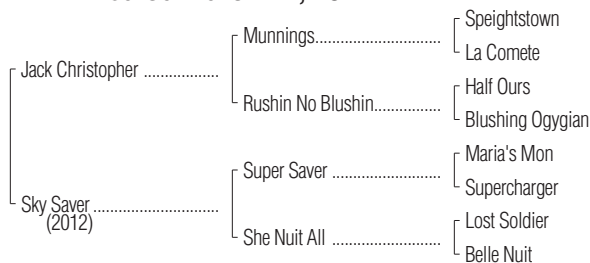 Speightstown
Munnings
La Comete
Jack Christopher
Half Ours
Rushin No Blushin
Blushing Ogygian
Maria's Mon
Super Saver
Supercharger
Sky Saver
(2012)
Lost Soldier
She Nuit All
Belle Nuit